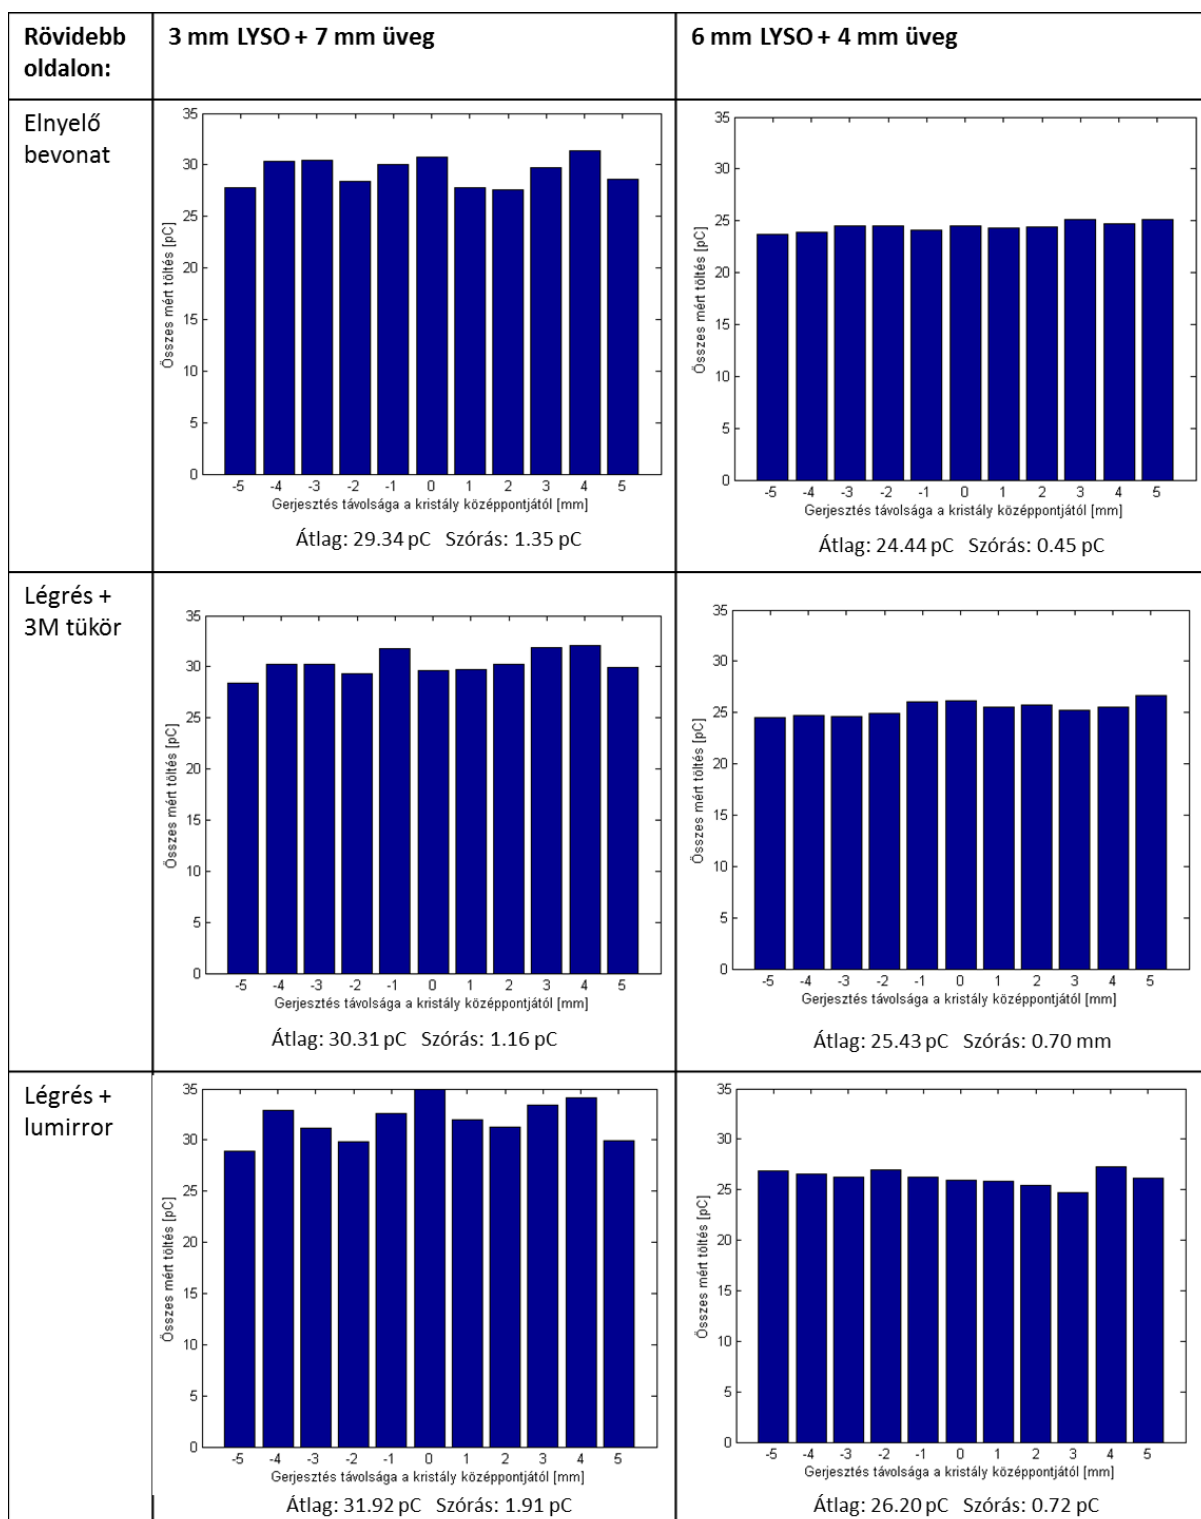 Rövidebb oldalon:
3 mm LYSO + 7 mm üveg
6 mm LYSO + 4 mm üveg
Elnyelő bevonat
35
30
25
20
15
10
5
0
Összes mért töltés [pC]
-5 -4 -3 -2 -1 0 1 2 3 4 5
Gerjesztés távolsága a kristály középpontjától [mm]
Átlag: 29.34 pC Szórás: 1.35 pC
35
30
25
20
15
10
5
0
Összes mért töltés [pC]
-5 -4 -3 -2 -1 0 1 2 3 4 5
Gerjesztés távolsága a kristály középpontjától [mm]
Átlag: 24.44 pC Szórás: 0.45 pC
Légrés +
3M tükör
35
30
25
20
15
10
5
0
Összes mért töltés [pC]
-5 -4 -3 -2 -1 0 1 2 3 4 5
Gerjesztés távolsága a kristály középpontjától [mm]
Átlag: 30.31 pC Szórás: 1.16 pC
35
30
25
20
15
10
5
0
Összes mért töltés [pC]
-5 -4 -3 -2 -1 0 1 2 3 4 5
Gerjesztés távolsága a kristály középpontjától [mm]
Átlag: 25.43 pC Szórás: 0.70 mm
Légrés +
lumirror
35
30
25
20
15
10
5
0
Összes mért töltés [pC]
-5 -4 -3 -2 -1 0 1 2 3 4 5
Gerjesztés távolsága a kristály középpontjától [mm]
Átlag: 31.92 pC Szórás: 1.91 pC
35
30
25
20
15
10
5
0
Összes mért töltés [pC]
-5 -4 -3 -2 -1 0 1 2 3 4 5
Gerjesztés távolsága a kristály középpontjától [mm]
Átlag: 26.20 pC Szórás: 0.72 pC